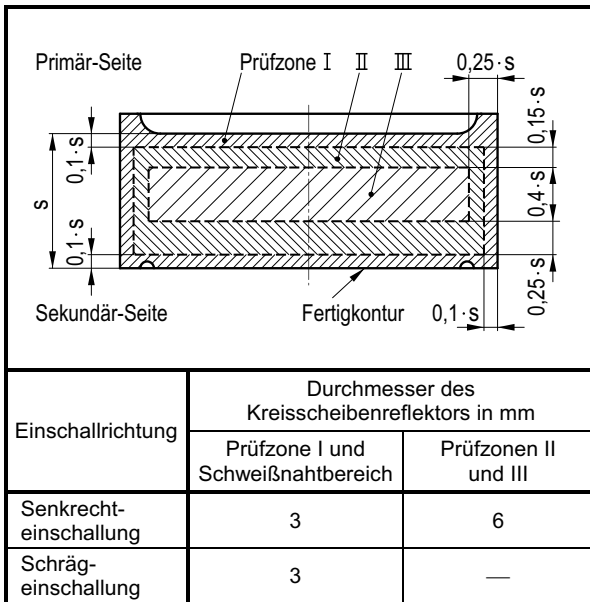 Primär-Seite Prüfzone I II III 0,25·s
0,15·s
0,1·s
s
0,4·s
0,1·s
0,25·s
Sekundär-Seite Fertigkontur 0,1·s
Einschallrichtung
Durchmesser des
Kreisscheibenreflektors in mm
Prüfzone I und
Schweißnahtbereich
Prüfzonen II
und III
Senkrecht-
einschallung
3 6
Schräg-
einschallung
3 —